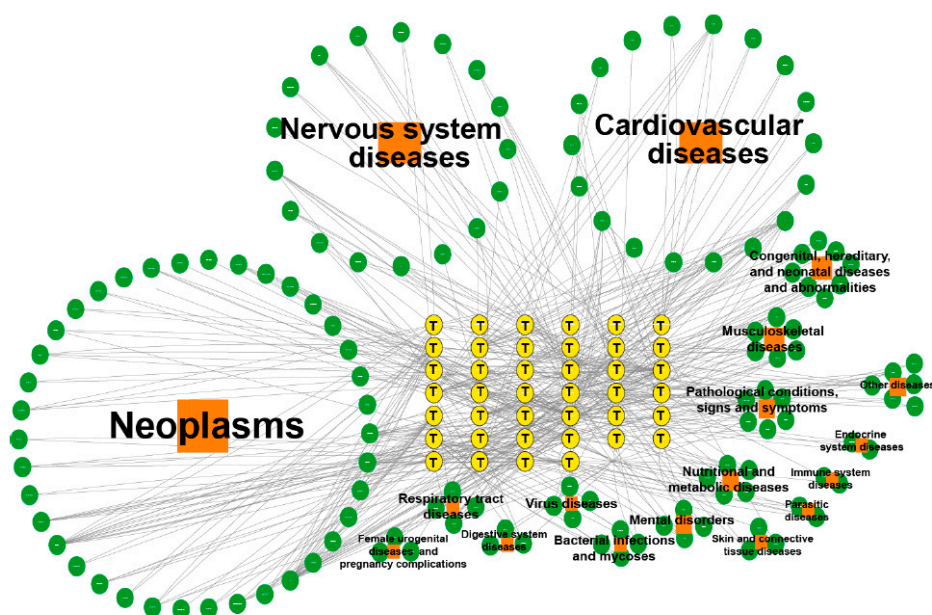 Nervous system
diseases
Cardiovascular
diseases
Congenital, hereditary,
and neonatal diseases
and abnormalities
Musculoskeletal
diseases
T T T T T T
T T T T T T
T T T T T T
T T T T T T
T T T T T T
T T T T T T
T T T T
Neoplasms
Other diseases
Pathological conditions,
signs and symptoms
Endocrine
system diseases
Nutritional and
metabolic diseases
Immune system
diseases
Respiratory tract
diseases
Virus diseases
Parasitic
diseases
Mental disorders
Female urogenital
diseases and
pregnancy complications
Digestiva system
diseases
Bacterial infections
and mycoses
Skin and connective
tissue diseases